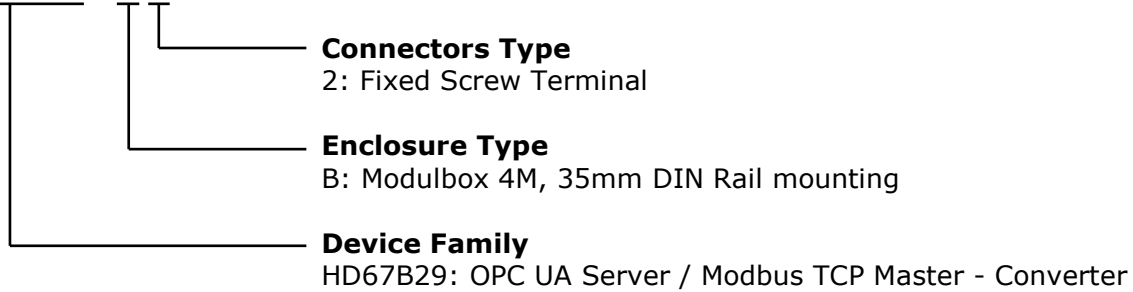 Connectors Type
2: Fixed Screw Terminal
Enclosure Type
B: Modulbox 4M, 35mm DIN Rail mounting
Device Family
HD67B29: OPC UA Server / Modbus TCP Master - Converter